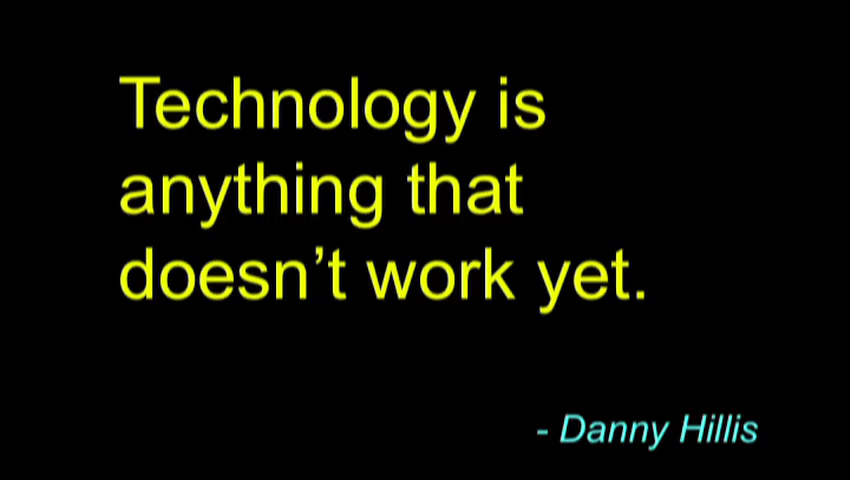 Technology is
anything that
doesn’t work yet.
- Danny Hillis